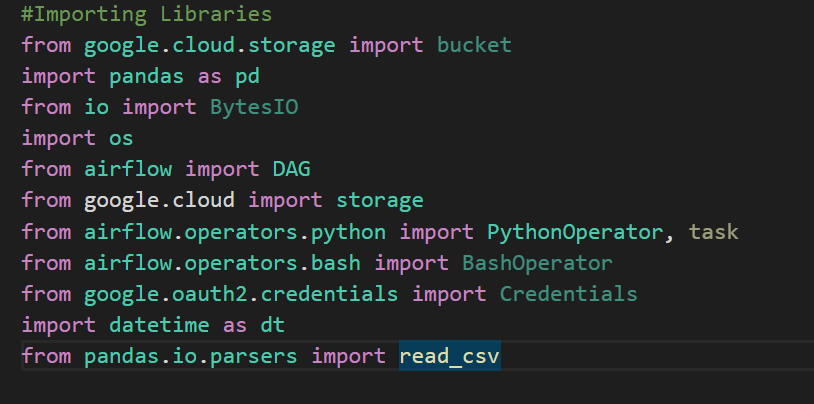 #Importing Libraries
from google.cloud.storage import bucket
import pandas as pd
from io import BytesIO
import os
from airflow import DAG
from google.cloud import storage
from airflow.operators.python import PythonOperator, task
from airflow.operators.bash import BashOperator
from google.oauth2.credentials import Credentials
import datetime as dt
from pandas.io.parsers import read_csv